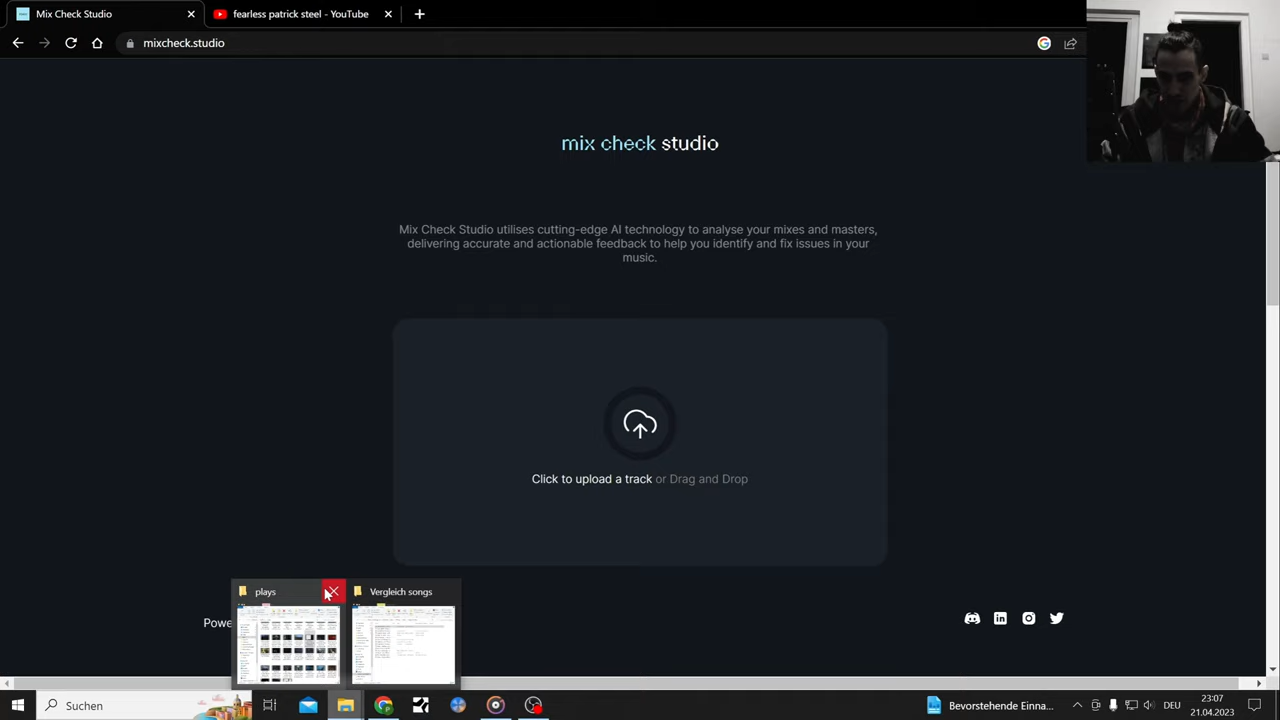 Mix Check Studio
fearless patrick steel - YouTube
mixcheck.studio
mix check studio
Mix Check Studio utilises cutting-edge AI technology to analyse your mixes and masters,
delivering accurate and actionable feedback to help you identify and fix issues in your
music.
Click to upload a track or Drag and Drop
plays
Vergleich songs
Powe
Suchen
Bevorstehende Einna...
DEU
23:07
21.04.2023